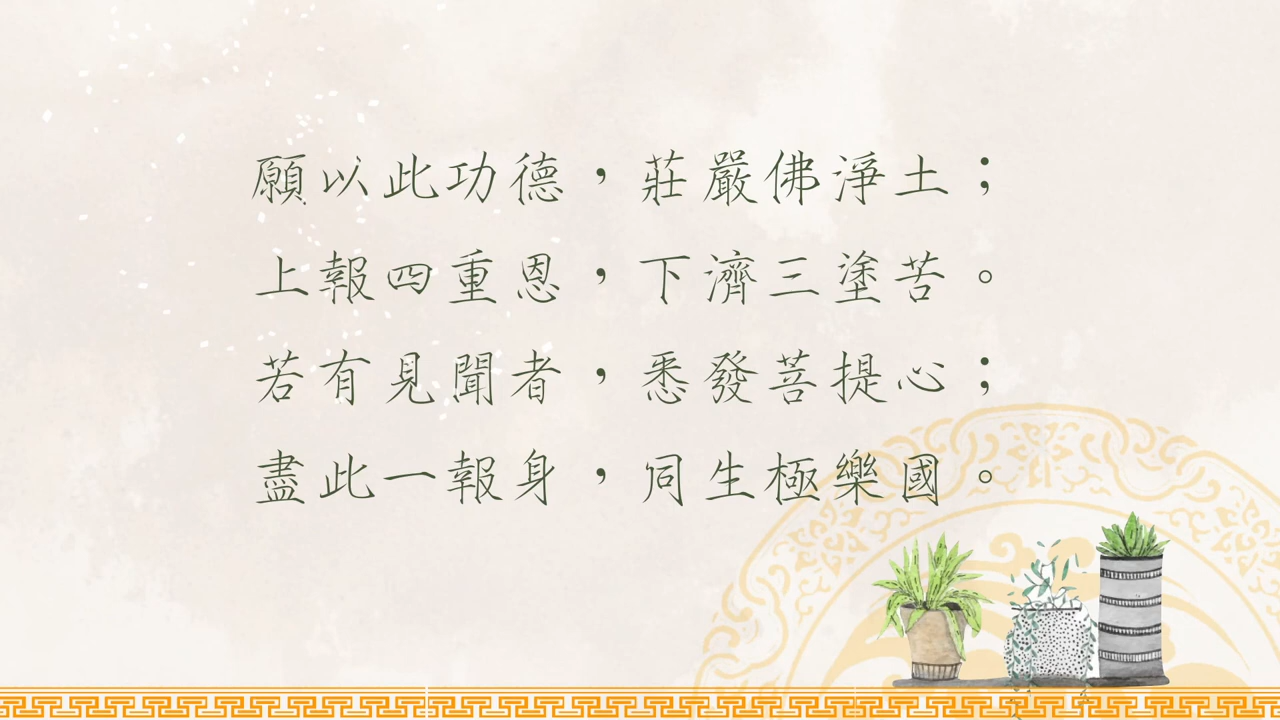 願以此功德，莊嚴佛淨土；
上報四重恩，下濟三塗苦。
若有見聞者，悉發菩提心；
盡此一報身，同生極樂國。